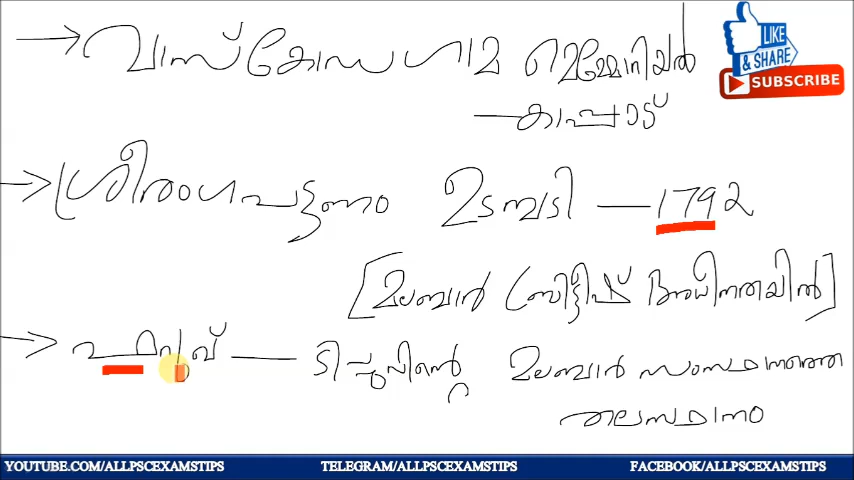 → വാസ്കോഡഗാമ മെമ്മോറിയൽ
LIKE
& SHARE
SUBSCRIBE
— കാപ്പാട്
→ ശ്രീരംഗപട്ടണം ഉടമ്പടി — 1792
[മലബാർ ബ്രിട്ടീഷ് അധീനതയിൽ]
→ ഫറൂഖ് — ടിപ്പുവിന്റെ മലബാർ സംസ്ഥാനത്തെ
തലസ്ഥാനം
YOUTUBE.COM/ALLPSCEXAMSTIPS TELEGRAM/ALLPSCEXAMSTIPS FACEBOOK/ALLPSCEXAMSTIPS